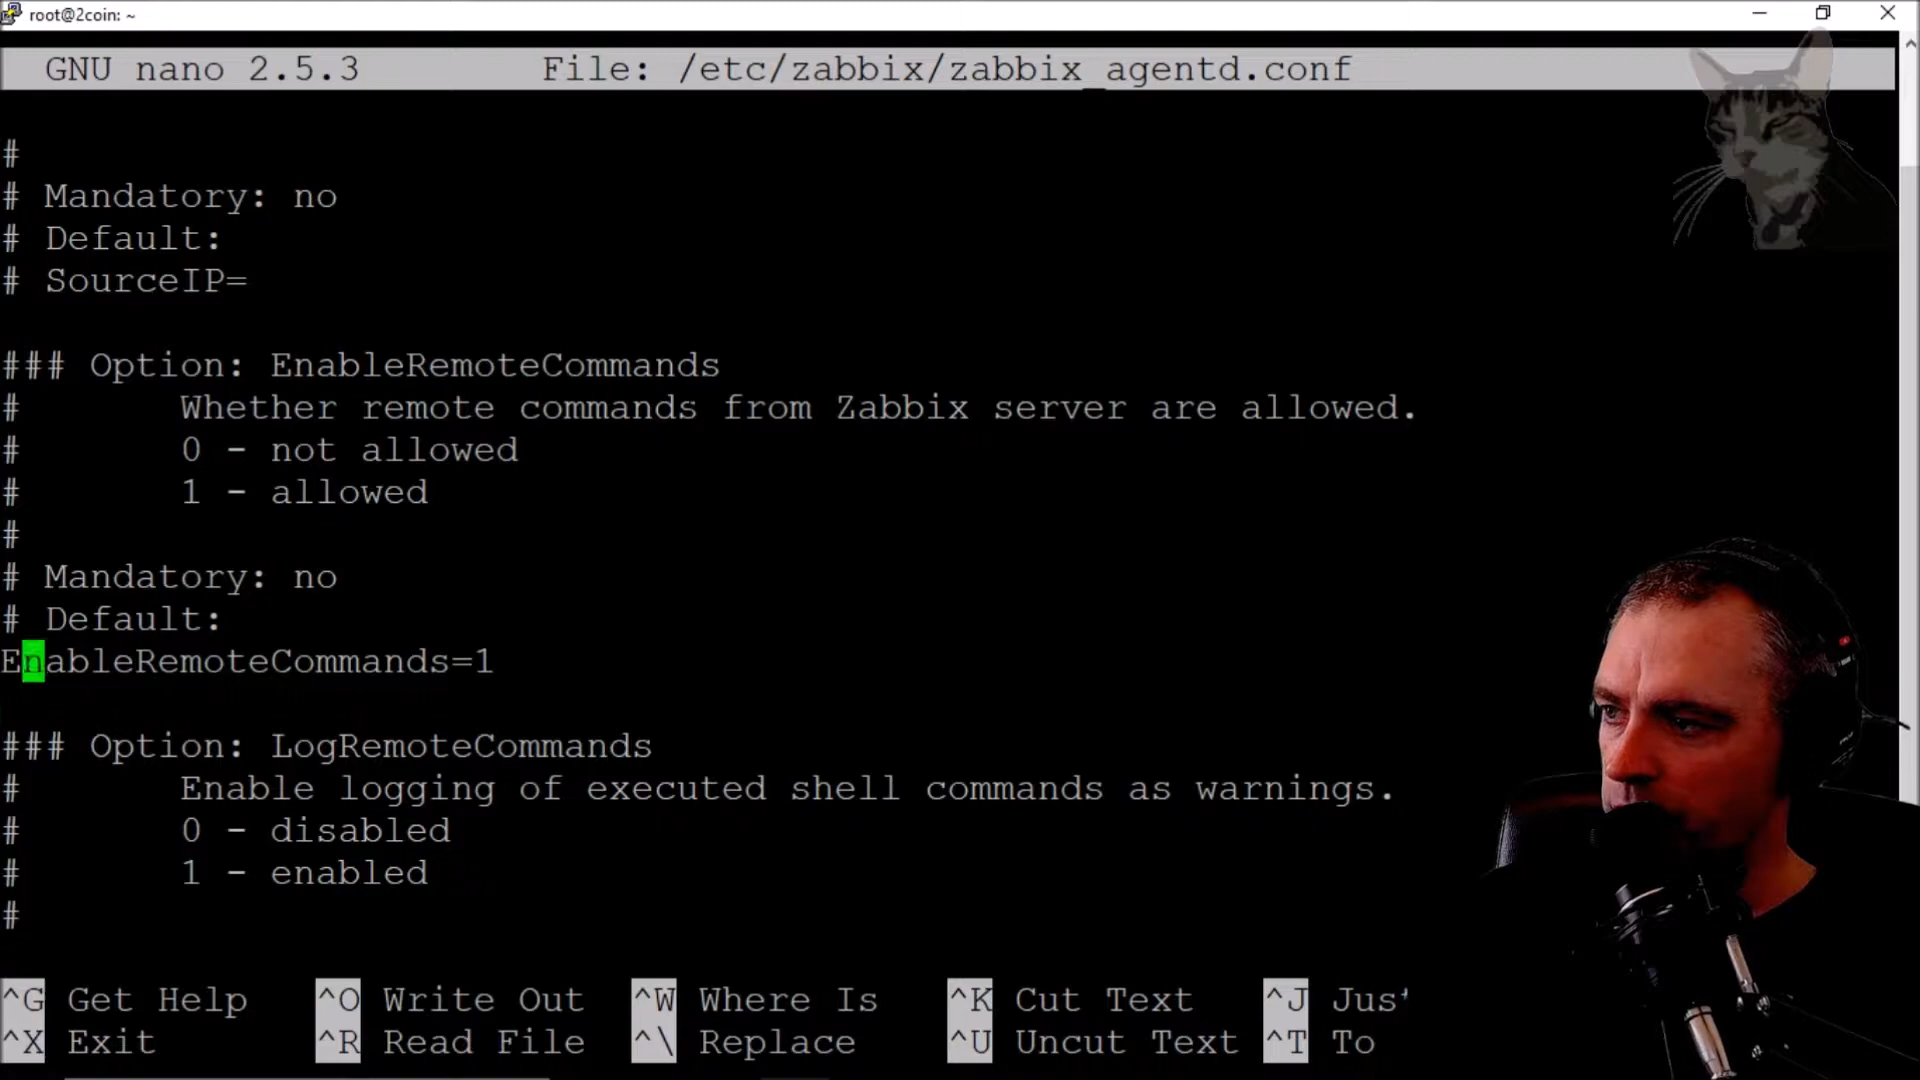 root@2coin: ~
GNU nano 2.5.3 File: /etc/zabbix/zabbix_agentd.conf
#
# Mandatory: no
# Default:
# SourceIP=
### Option: EnableRemoteCommands
# Whether remote commands from Zabbix server are allowed.
# 0 - not allowed
# 1 - allowed
#
# Mandatory: no
# Default:
EnableRemoteCommands=1
### Option: LogRemoteCommands
# Enable logging of executed shell commands as warnings.
# 0 - disabled
# 1 - enabled
#
^G Get Help ^O Write Out ^W Where Is ^K Cut Text ^J Jus
^X Exit ^R Read File ^\ Replace ^U Uncut Text ^T To